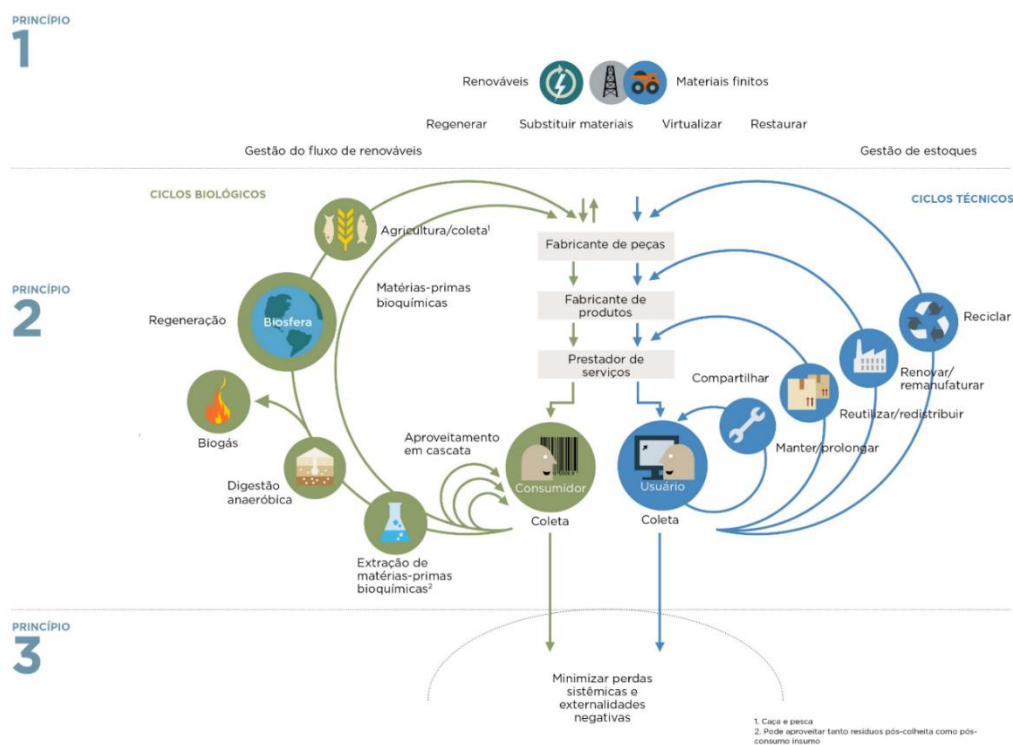 PRINCÍPIO
1
Renováveis
Materiais finitos
Regenerar
Substituir materiais
Virtualizar
Restaurar
Gestão do fluxo de renováveis
Gestão de estoques
PRINCÍPIO
2
CICLOS BIOLÓGICOS
CICLOS TÉCNICOS
Agricultura/coleta¹
Matérias-primas
bioquímicas
Regeneração
Biosfera
Biogás
Digestão
anaeróbica
Extração de
matérias-primas
bioquímicas²
Aproveitamento
em cascata
Fabricante de peças
Fabricante de
produtos
Prestador de
serviços
Consumidor
Coleta
Usuário
Coleta
Compartilhar
Manter/prolongar
Reutilizar/redistribuir
Renovar/
remanufaturar
Reciclar
PRINCÍPIO
3
Minimizar perdas
sistêmicas e
externalidades
negativas
1. Caça e pesca
2. Pode aproveitar tanto resíduos pós-colheita como pós-
consumo insumo